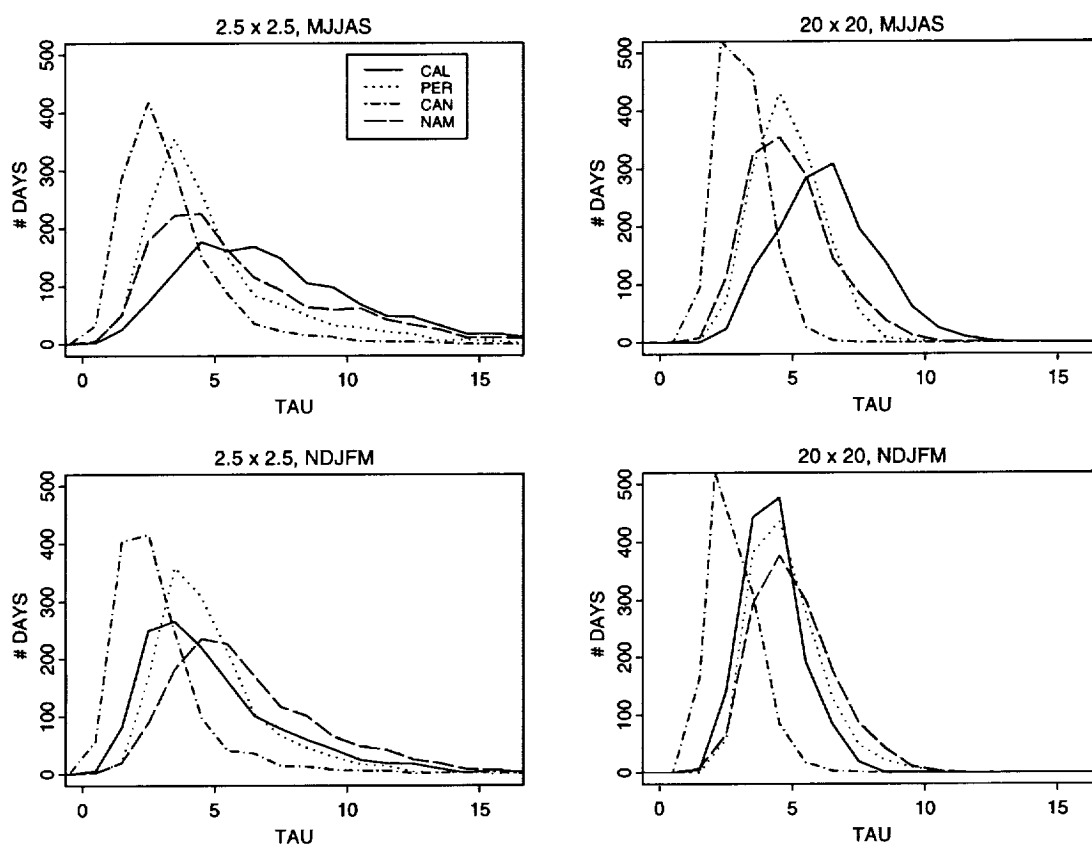 2.5 x 2.5, MJJAS
# DAYS
500
400
300
200
100
0
CAL
PER
CAN
NAM
0 5 10 15
TAU
20 x 20, MJJAS
# DAYS
500
400
300
200
100
0
0 5 10 15
TAU
2.5 x 2.5, NDJFM
# DAYS
500
400
300
200
100
0
0 5 10 15
TAU
20 x 20, NDJFM
# DAYS
500
400
300
200
100
0
0 5 10 15
TAU